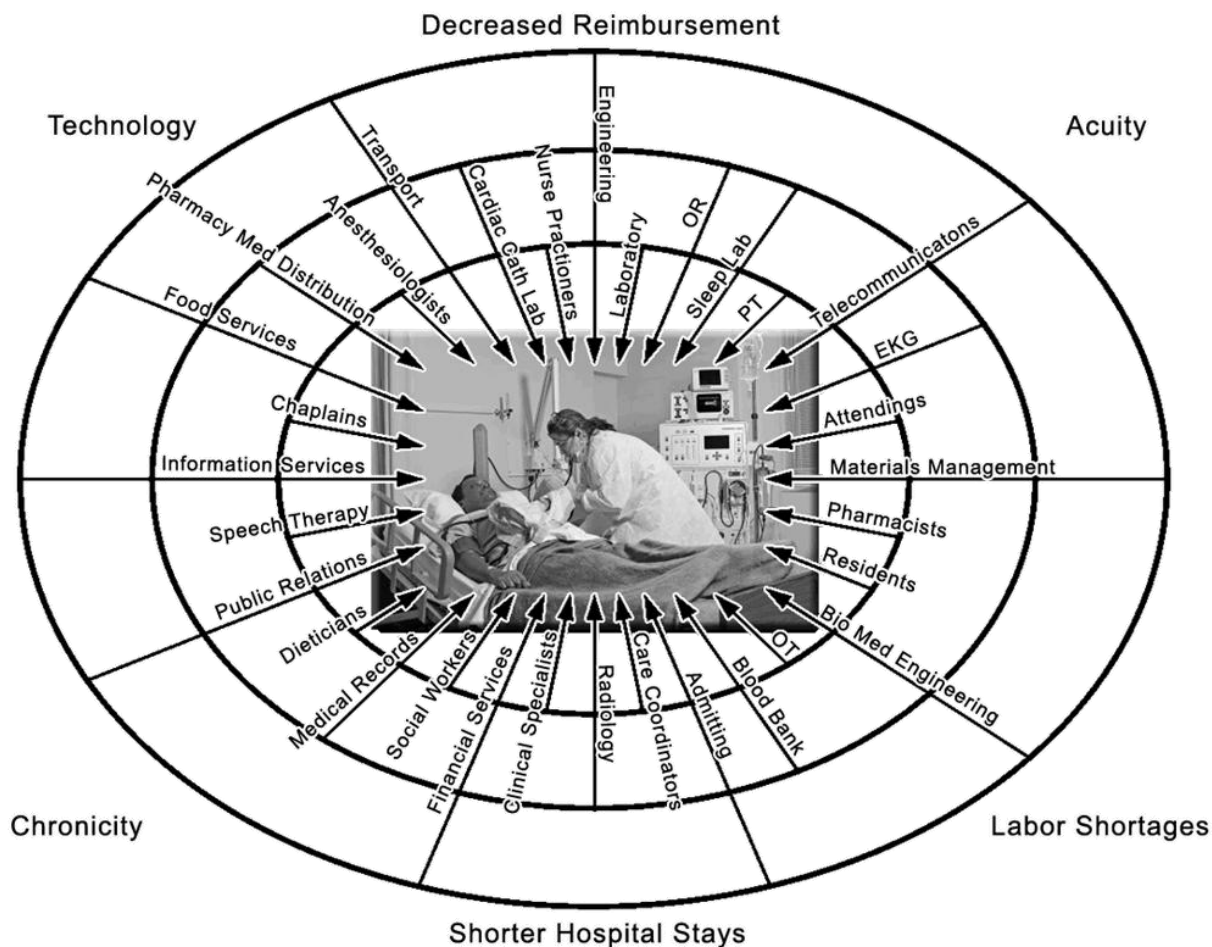 Decreased Reimbursement
Technology
Acuity
Engineering
Transport
Nurse Practioners
Cardiac Cath Lab
Pharmacy Med Distribution
Anesthesiologists
Laboratory
OR
Sleep Lab
PT
Telecommunicatons
Food Services
EKG
Chaplains
Attendings
Information Services
Materials Management
Speech Therapy
Pharmacists
Public Relations
Residents
Dieticians
Bio Med Engineering
Medical Records
Social Workers
Financial Services
Clinical Specialists
Radiology
Care Coordinators
Admitting
Blood Bank
OT
Chronicity
Labor Shortages
Shorter Hospital Stays